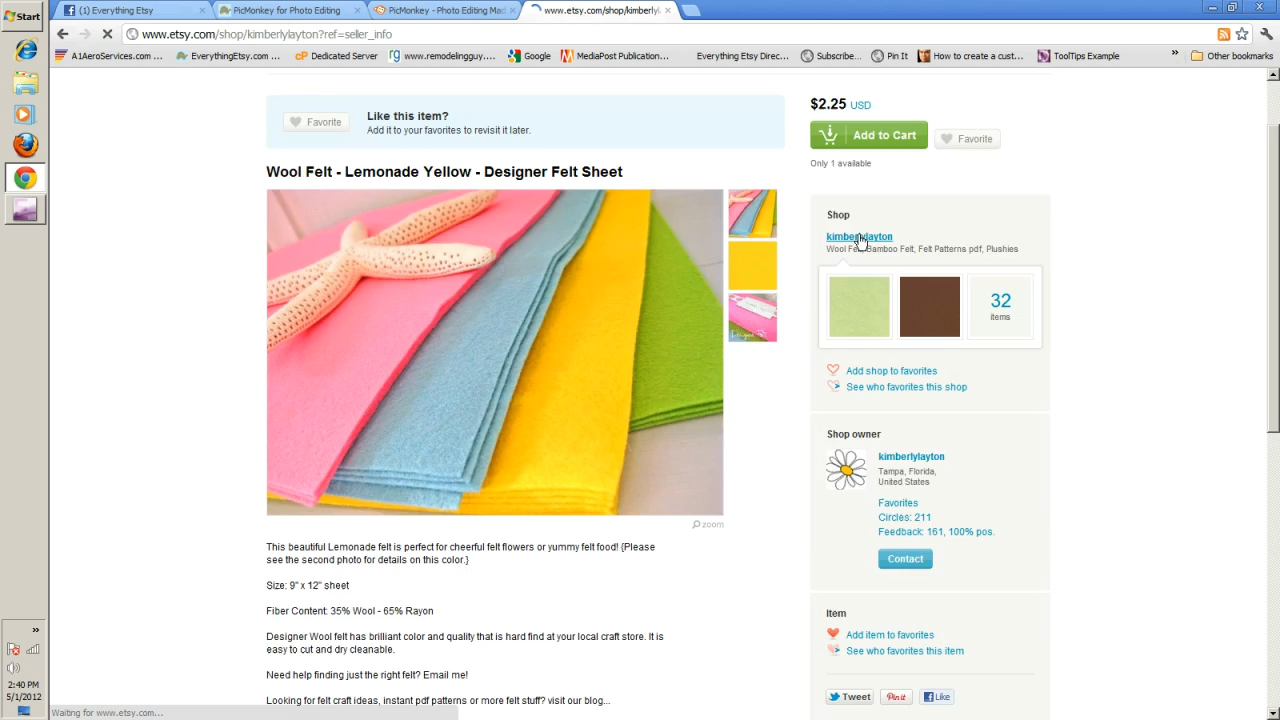 Start
(1) Everything Etsy
PicMonkey for Photo Editing
PicMonkey - Photo Editing Mad
www.etsy.com/shop/kimberlyl
www.etsy.com/shop/kimberlylayton?ref=seller_info
A1AeroServices.com ...
EverythingEtsy.com ...
cP Dedicated Server
rg www.remodelingguy....
Google
MediaPost Publication...
Everything Etsy Direc...
Subscribe...
Pin It
How to create a cust...
ToolTips Example
»
Other bookmarks
Favorite
Like this item?
Add it to your favorites to revisit it later.
$2.25 USD
Add to Cart
Favorite
Only 1 available
Wool Felt - Lemonade Yellow - Designer Felt Sheet
zoom
This beautiful Lemonade felt is perfect for cheerful felt flowers or yummy felt food! {Please
see the second photo for details on this color.}
Size: 9" x 12" sheet
Fiber Content: 35% Wool - 65% Rayon
Designer Wool felt has brilliant color and quality that is hard find at your local craft store. It is
easy to cut and dry cleanable.
Need help finding just the right felt? Email me!
Looking for felt craft ideas, instant pdf patterns or more felt stuff? visit our blog...
Shop
kimberlylayton
Wool Felt, Bamboo Felt, Felt Patterns pdf, Plushies
32
items
Add shop to favorites
See who favorites this shop
Shop owner
kimberlylayton
Tampa, Florida,
United States
Favorites
Circles: 211
Feedback: 161, 100% pos.
Contact
Item
Add item to favorites
See who favorites this item
Tweet
Pin it
Like
»
2:40 PM
5/1/2012
Waiting for www.etsy.com...